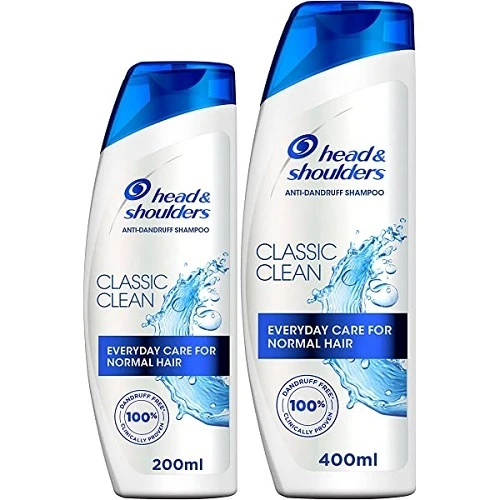 head &
shoulders
ANTI-DANDRUFF SHAMPOO
CLASSIC
CLEAN
EVERYDAY CARE FOR
NORMAL HAIR
DANDRUFF FREE*
100%
CLINICALLY PROVEN
200ml
head &
shoulders
ANTI-DANDRUFF SHAMPOO
CLASSIC
CLEAN
EVERYDAY CARE FOR
NORMAL HAIR
DANDRUFF FREE*
100%
CLINICALLY PROVEN
400ml